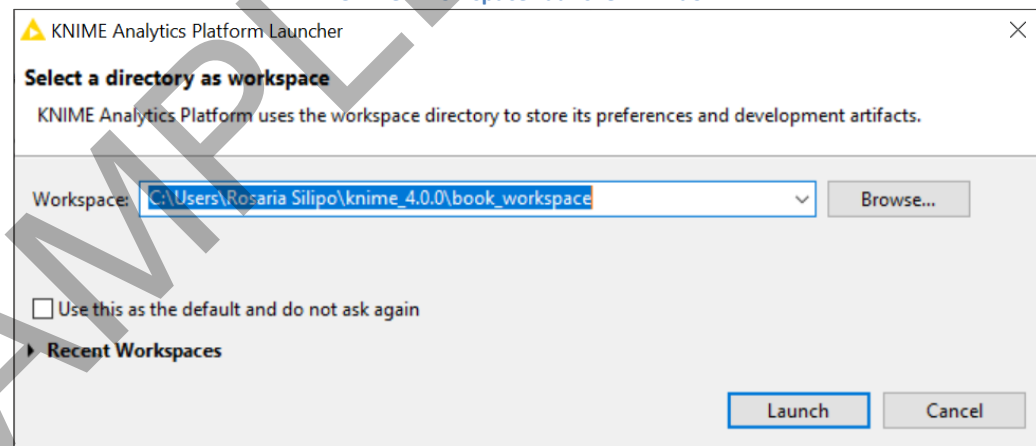 KNIME Analytics Platform Launcher
Select a directory as workspace
KNIME Analytics Platform uses the workspace directory to store its preferences and development artifacts.
Workspace: C:\Users\Rosaria Silipo\knime_4.0.0\book_workspace Browse...
Use this as the default and do not ask again
Recent Workspaces
Launch Cancel